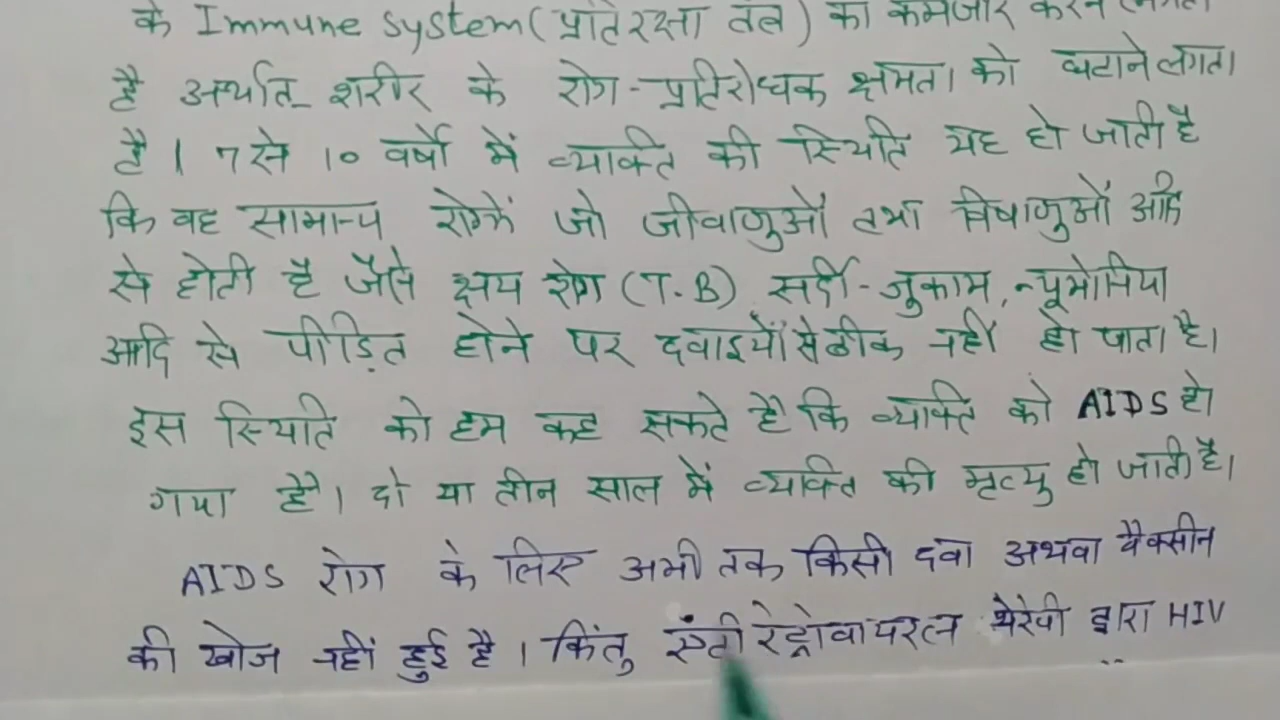 के Immune system (प्रतिरक्षा तंत्र) को कमजोर करने लगता
है अर्थात शरीर के रोग-प्रतिरोधक क्षमता को घटाने लगता
है। 7 से 10 वर्षो में व्यक्ति की स्थिति यह हो जाती है
कि वह सामान्य रोगों जो जीवाणुओं तथा विषाणुओं आदि
से होती है जैसे क्षय रोग (T.B) सर्दी-जुकाम, न्यूमोनिया
आदि से पीड़ित होने पर दवाइयों से ठीक नहीं हो पाता है।
इस स्थिति को हम कह सकते हैं कि व्यक्ति को AIDS हो
गया है। दो या तीन साल में व्यक्ति की मृत्यु हो जाती है।
AIDS रोग के लिए अभी तक किसी दवा अथवा वैक्सीन
की खोज नहीं हुई है। किंतु एंटी रेट्रोवायरल थेरेपी द्वारा HIV